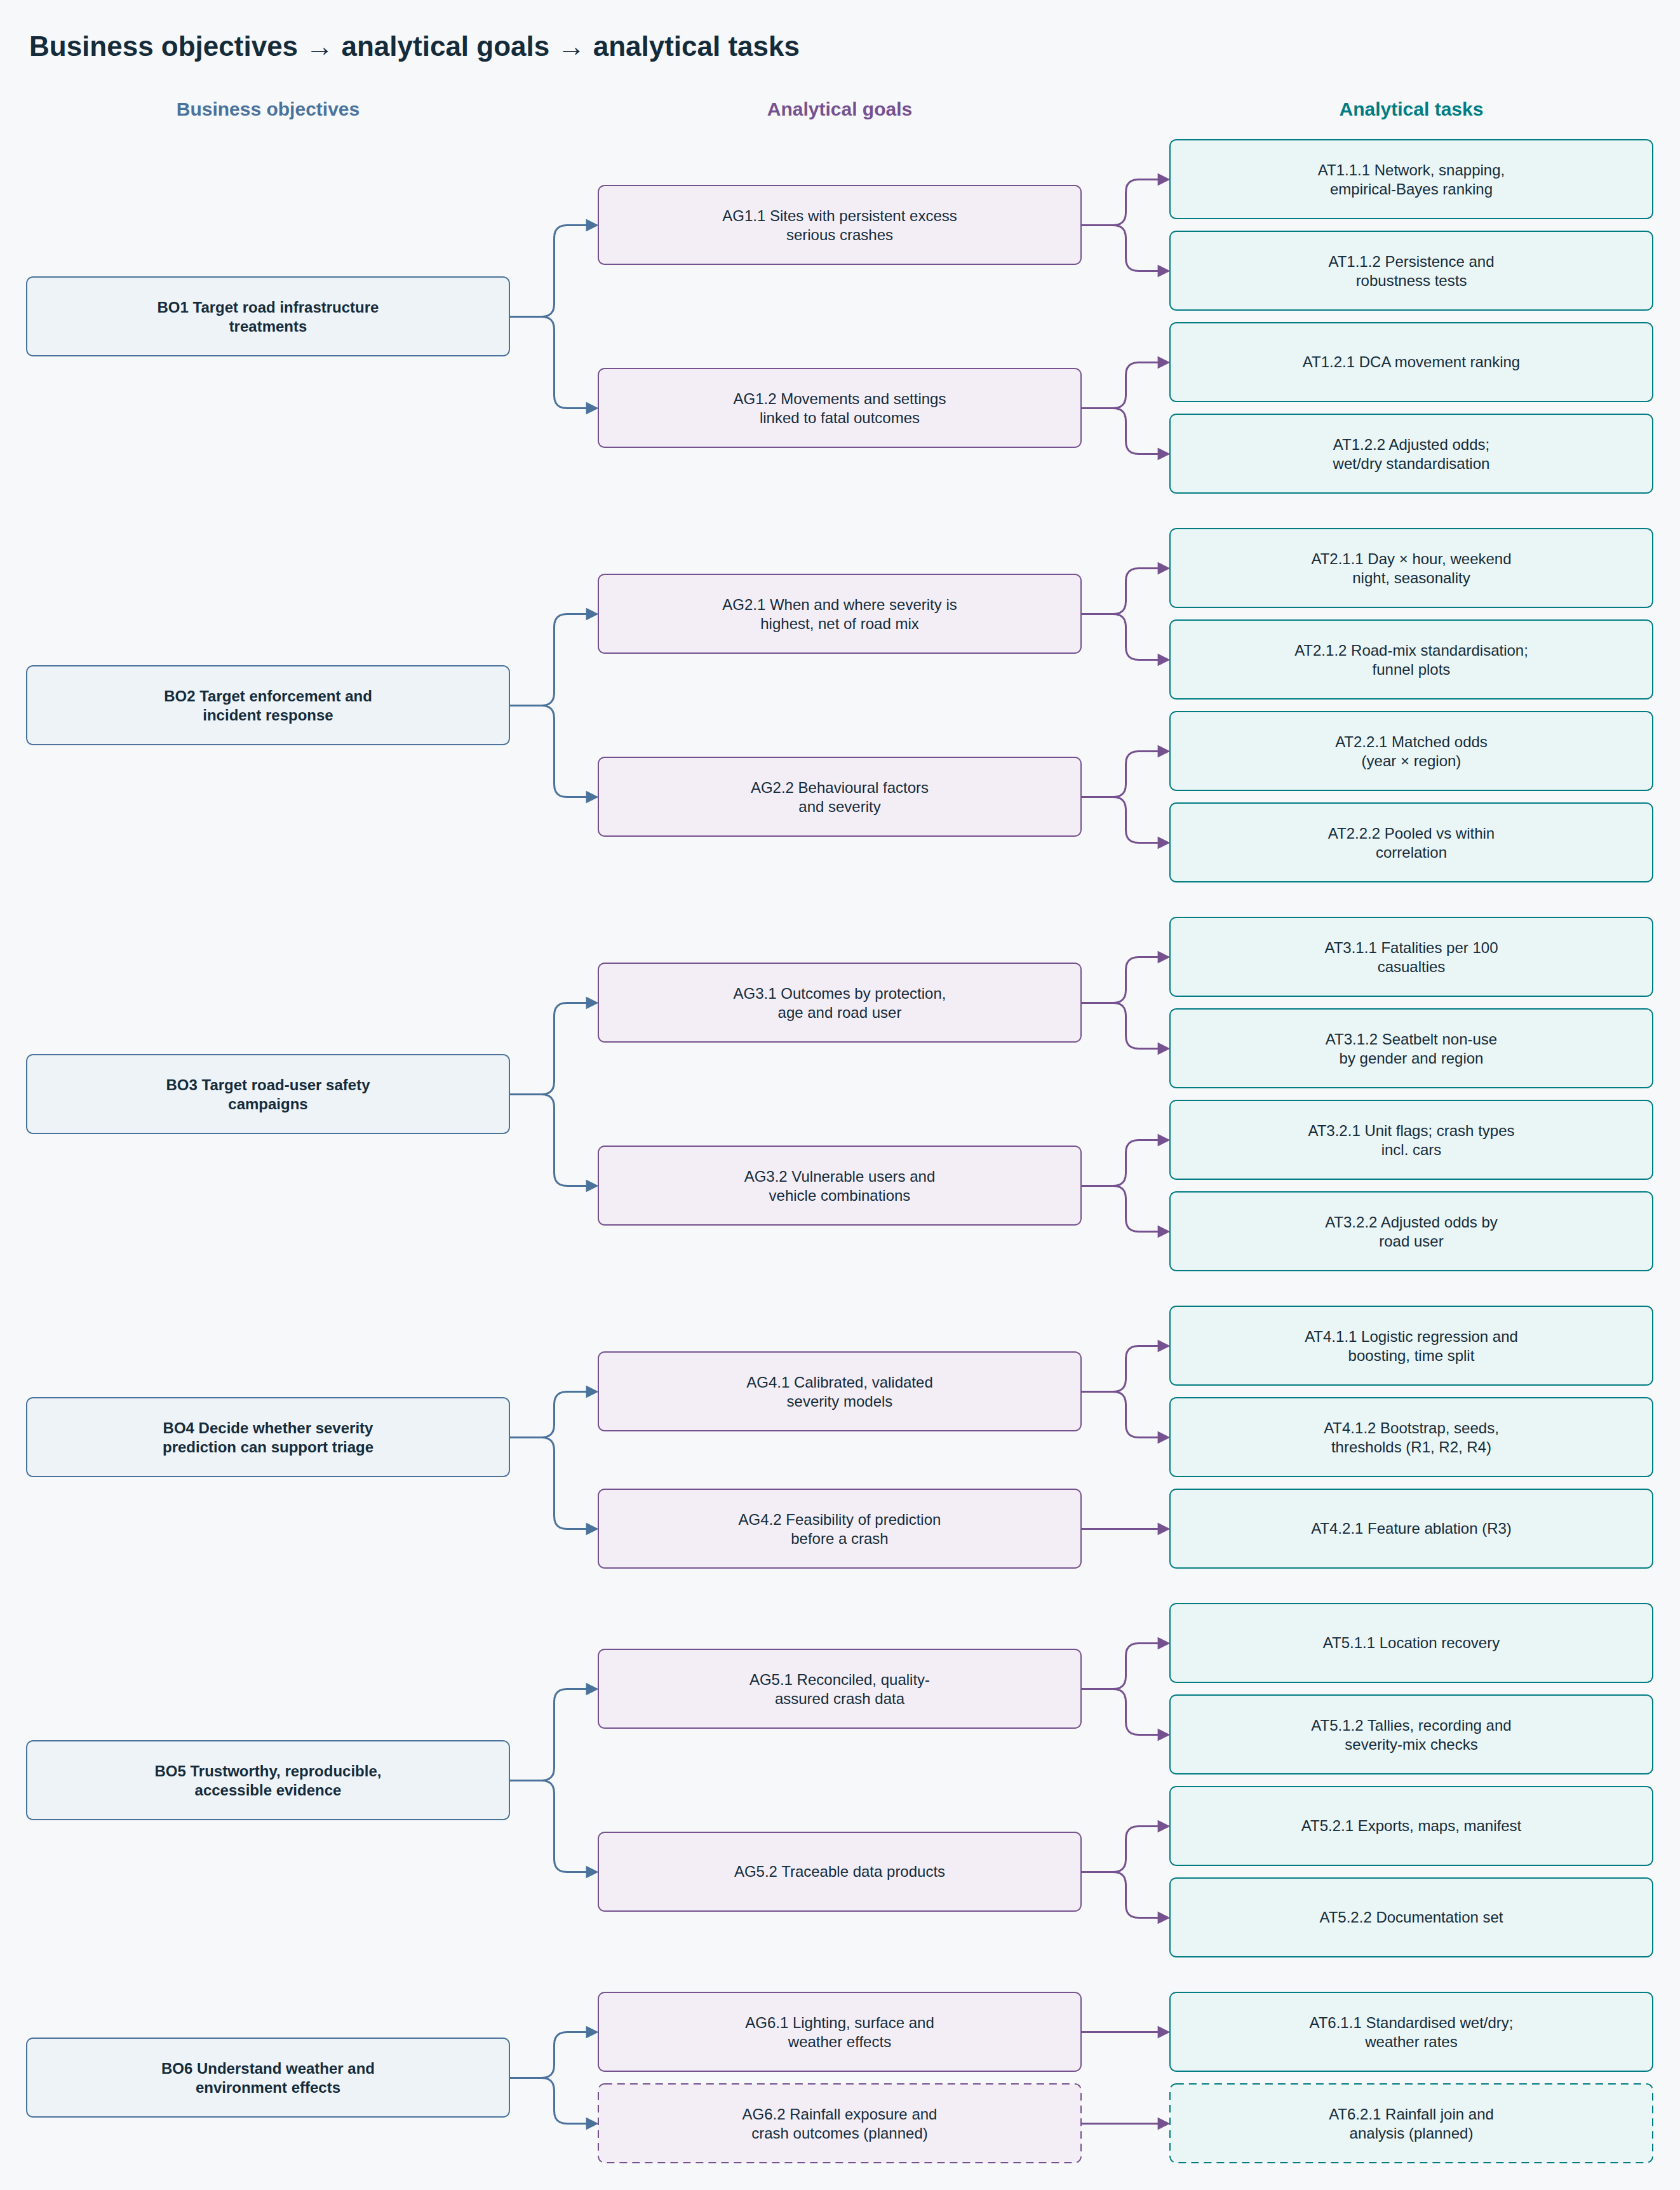 Business objectives → analytical goals → analytical tasks
Business objectives
Analytical goals
Analytical tasks
BO1 Target road infrastructure
treatments
AG1.1 Sites with persistent excess
serious crashes
AT1.1.1 Network, snapping,
empirical-Bayes ranking
AT1.1.2 Persistence and
robustness tests
AG1.2 Movements and settings
linked to fatal outcomes
AT1.2.1 DCA movement ranking
AT1.2.2 Adjusted odds;
wet/dry standardisation
BO2 Target enforcement and
incident response
AG2.1 When and where severity is
highest, net of road mix
AT2.1.1 Day × hour, weekend
night, seasonality
AT2.1.2 Road-mix standardisation;
funnel plots
AG2.2 Behavioural factors
and severity
AT2.2.1 Matched odds
(year × region)
AT2.2.2 Pooled vs within
correlation
BO3 Target road-user safety
campaigns
AG3.1 Outcomes by protection,
age and road user
AT3.1.1 Fatalities per 100
casualties
AT3.1.2 Seatbelt non-use
by gender and region
AG3.2 Vulnerable users and
vehicle combinations
AT3.2.1 Unit flags; crash types
incl. cars
AT3.2.2 Adjusted odds by
road user
BO4 Decide whether severity
prediction can support triage
AG4.1 Calibrated, validated
severity models
AT4.1.1 Logistic regression and
boosting, time split
AT4.1.2 Bootstrap, seeds,
thresholds (R1, R2, R4)
AG4.2 Feasibility of prediction
before a crash
AT4.2.1 Feature ablation (R3)
BO5 Trustworthy, reproducible,
accessible evidence
AG5.1 Reconciled, quality-
assured crash data
AT5.1.1 Location recovery
AT5.1.2 Tallies, recording and
severity-mix checks
AG5.2 Traceable data products
AT5.2.1 Exports, maps, manifest
AT5.2.2 Documentation set
BO6 Understand weather and
environment effects
AG6.1 Lighting, surface and
weather effects
AT6.1.1 Standardised wet/dry;
weather rates
AG6.2 Rainfall exposure and
crash outcomes (planned)
AT6.2.1 Rainfall join and
analysis (planned)